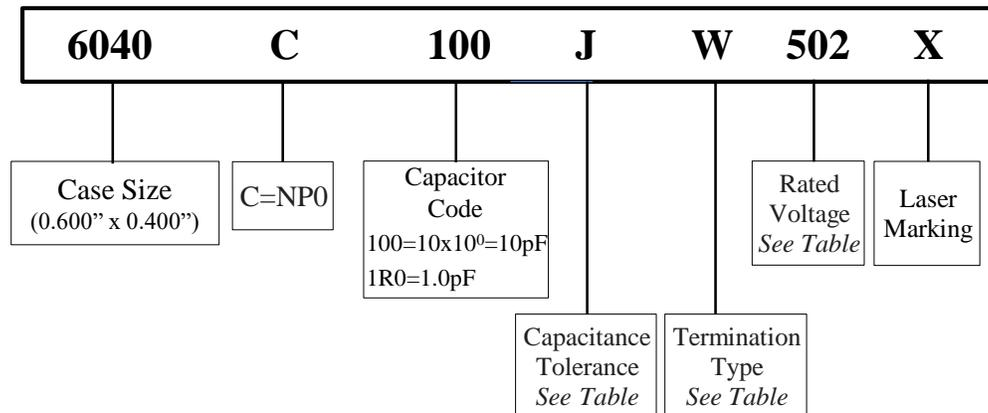 6040 C 100 J W 502 X
Case Size
(0.600” x 0.400”)
C=NP0
Capacitor
Code
100=10x10⁰=10pF
1R0=1.0pF
Capacitance
Tolerance
See Table
Termination
Type
See Table
Rated
Voltage
See Table
Laser
Marking